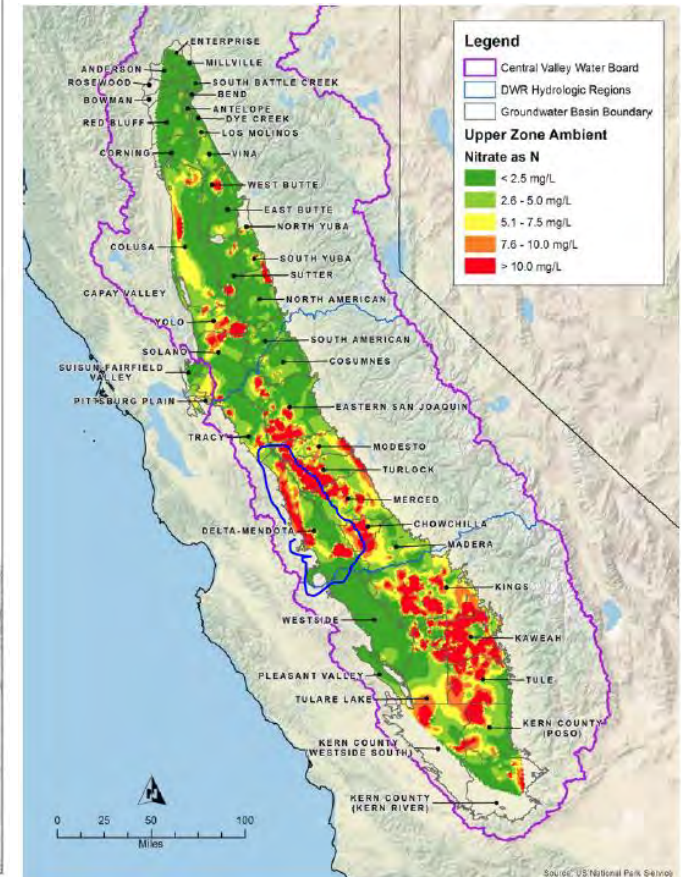 ENTERPRISE
MILLVILLE
ANDERSON
SOUTH BATTLE CREEK
ROSEWOOD
BEND
BOWMAN
ANTELOPE
DYE CREEK
RED BLUFF
LOS MOLINOS
CORNING
VINA
WEST BUTTE
EAST BUTTE
NORTH YUBA
COLUSA
SOUTH YUBA
SUTTER
CAPAY VALLEY
NORTH AMERICAN
YOLO
SOUTH AMERICAN
SOLANO
COSUMNES
SUISUN-FAIRFIELD
VALLEY
PITTSBURG PLAIN
EASTERN SAN JOAQUIN
TRACY
MODESTO
TURLOCK
MERCED
CHOWCHILLA
DELTA-MENDOTA
MADERA
KINGS
WESTSIDE
KAWEAH
PLEASANT VALLEY
TULE
TULARE LAKE
KERN COUNTY
(POSO)
KERN COUNTY
(WESTSIDE SOUTH)
KERN COUNTY
(KERN RIVER)
Legend
Central Valley Water Board
DWR Hydrologic Regions
Groundwater Basin Boundary
Upper Zone Ambient
Nitrate as N
< 2.5 mg/L
2.6 - 5.0 mg/L
5.1 - 7.5 mg/L
7.6 - 10.0 mg/L
> 10.0 mg/L
N
0 25 50 100
Miles
Source: US National Park Service